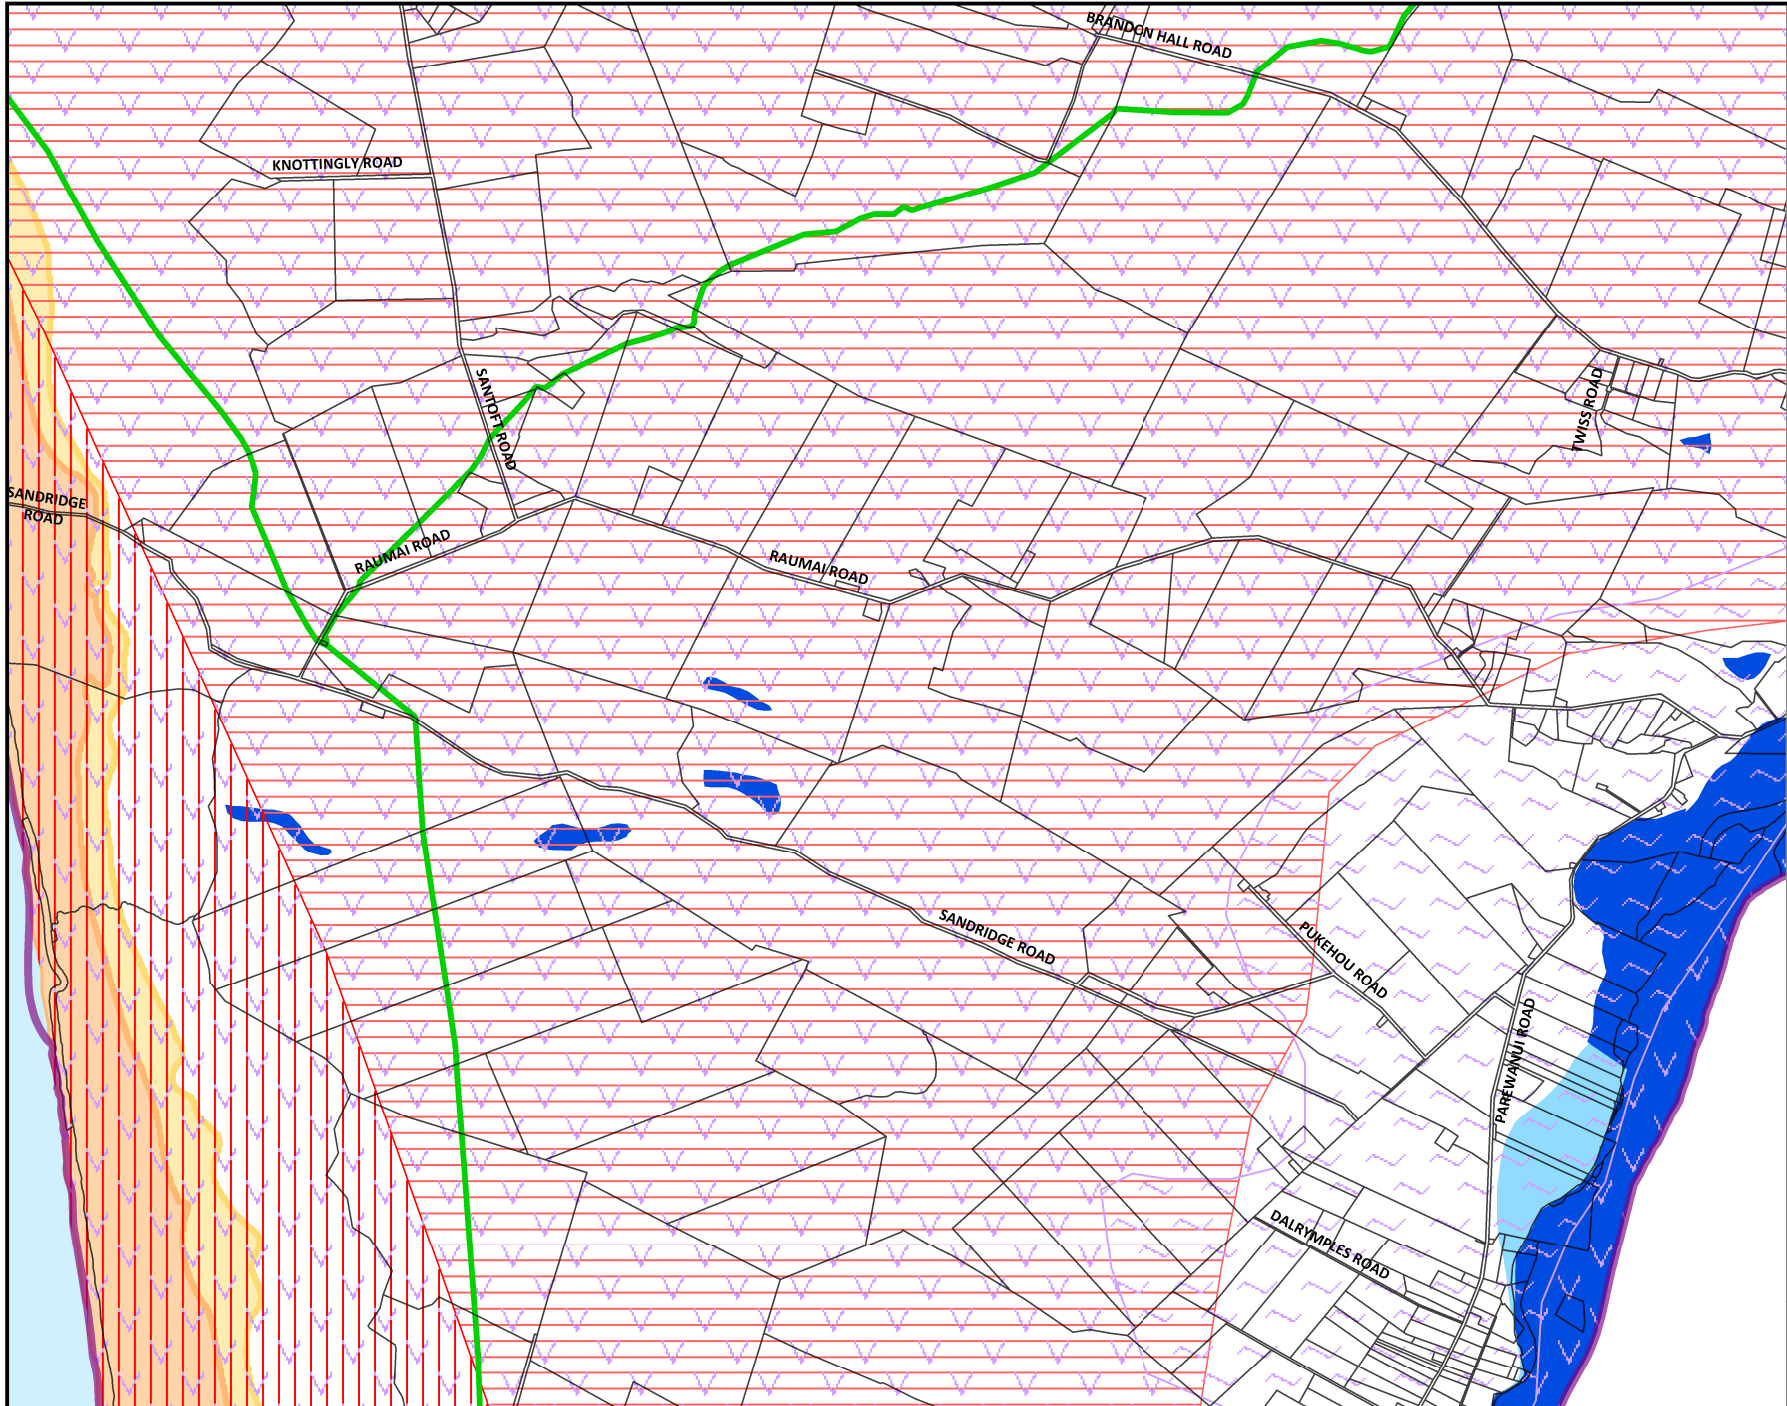 BRANDON HALL ROAD
KNOTTINGLY ROAD
SANTOFT ROAD
TWISS ROAD
SANDRIDGE
ROAD
RAUMAI ROAD
RAUMAI ROAD
SANDRIDGE ROAD
PUKEHOU ROAD
PAREWANUI ROAD
DALRYMPLES ROAD